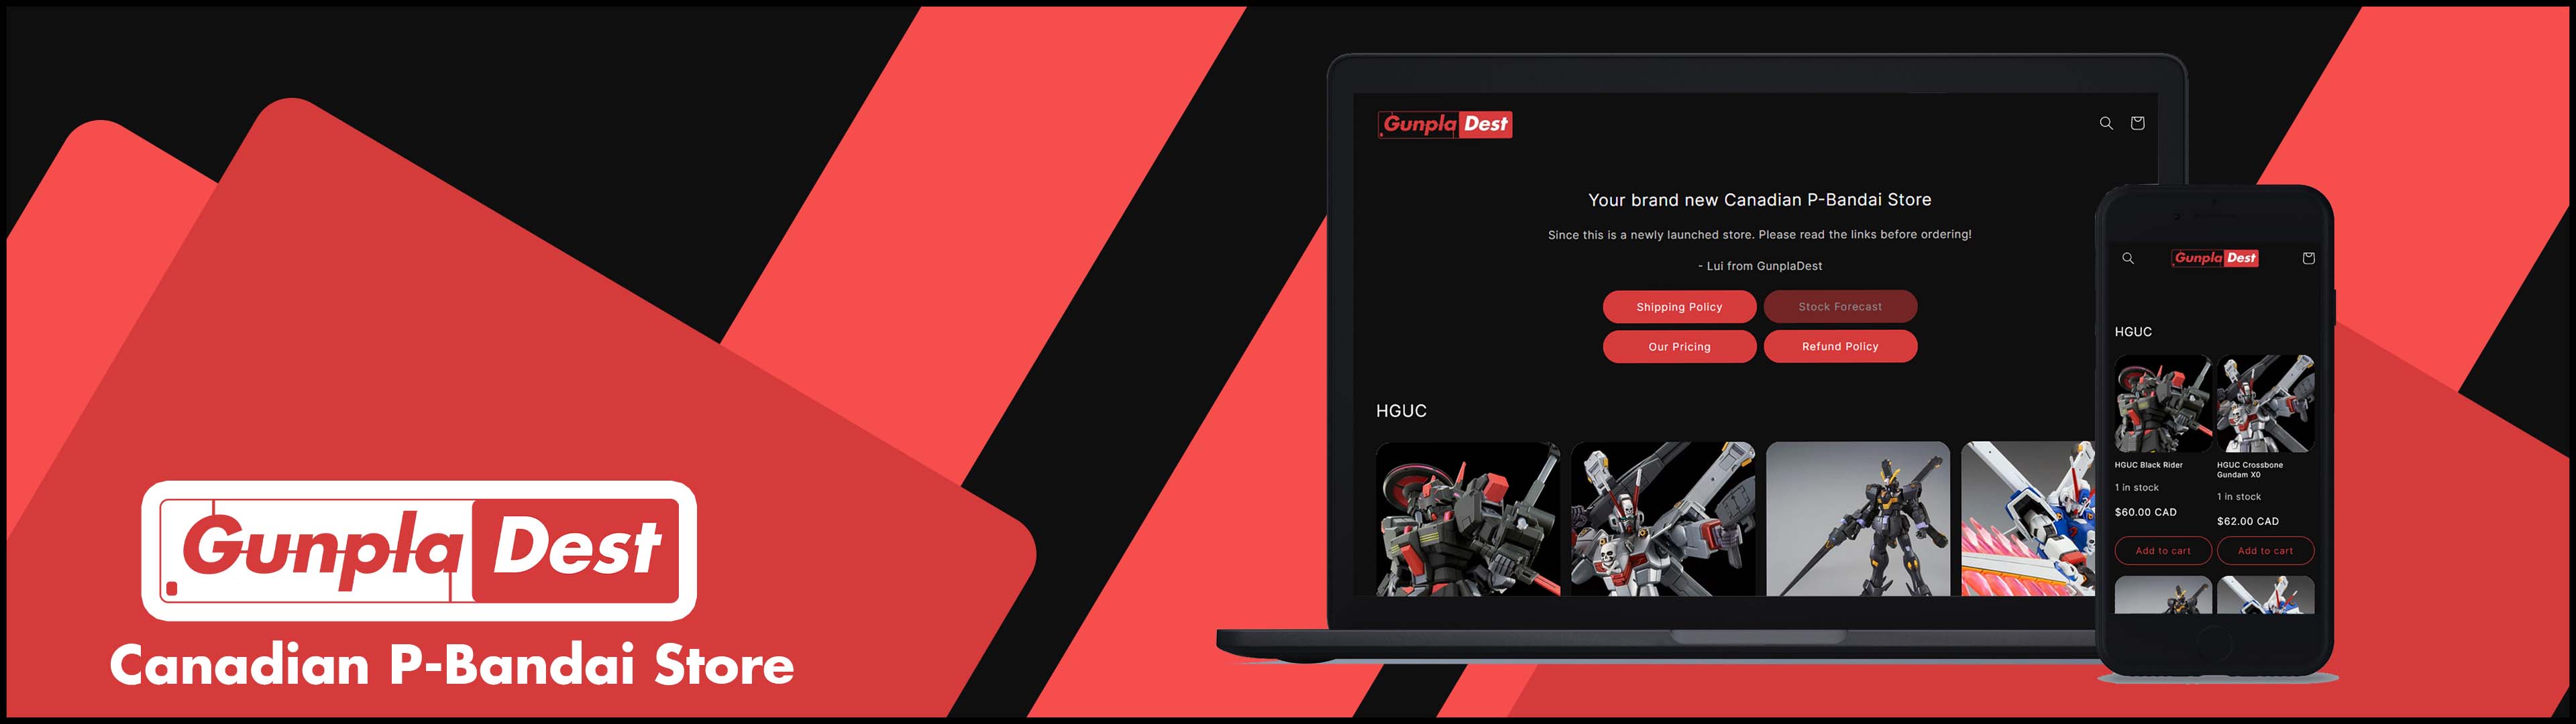 Gunpla Dest
Canadian P-Bandai Store
Gunpla Dest
Your brand new Canadian P-Bandai Store
Since this is a newly launched store. Please read the links before ordering!
- Lui from GunplaDest
Shipping Policy
Stock Forecast
Our Pricing
Refund Policy
HGUC
Gunpla Dest
HGUC
HGUC Black Rider
1 in stock
$60.00 CAD
Add to cart
HGUC Crossbone
Gundam X0
1 in stock
$62.00 CAD
Add to cart